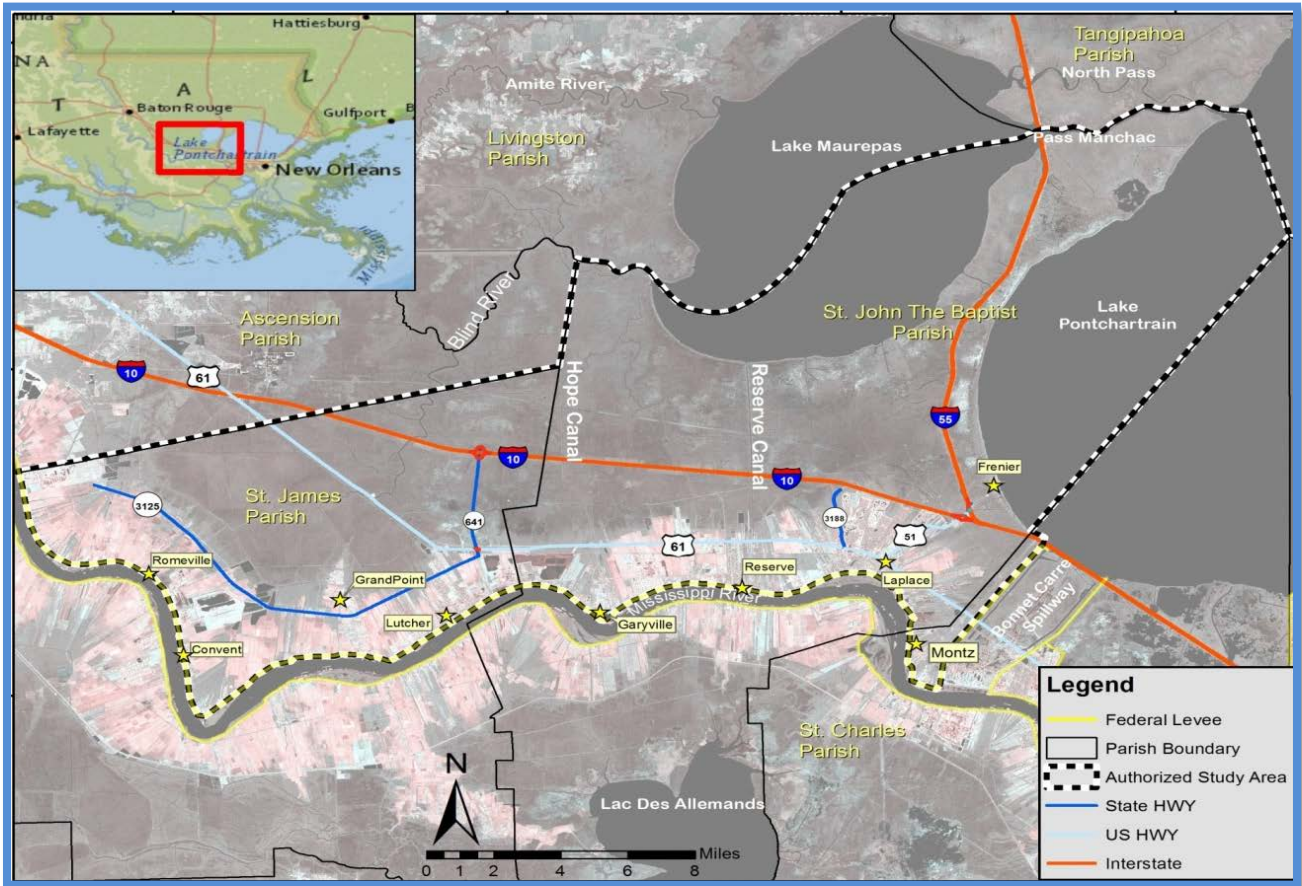 Hattiesburg
NA
A
L
T
Baton Rouge
Gulfport
B
Lafayette
Lake
Pontchartrain
New Orleans
Tangipahoa
Parish
North Pass
Amite River
Livingston
Parish
Lake Maurepas
Pass Manchac
Blind River
Ascension
Parish
St. John The Baptist
Parish
Lake
Pontchartrain
10
61
Hope Canal
Reserve Canal
55
10
10
Frenier
3125
St. James
Parish
641
3188
51
61
Romeville
GrandPoint
Reserve
Laplace
Lutcher
Mississippi River
Garyville
Bonnet Carre
Spillway
Convent
Montz
St. Charles
Parish
Lac Des Allemands
N
Miles
0 1 2 4 6 8
Legend
Federal Levee
Parish Boundary
Authorized Study Area
State HWY
US HWY
Interstate